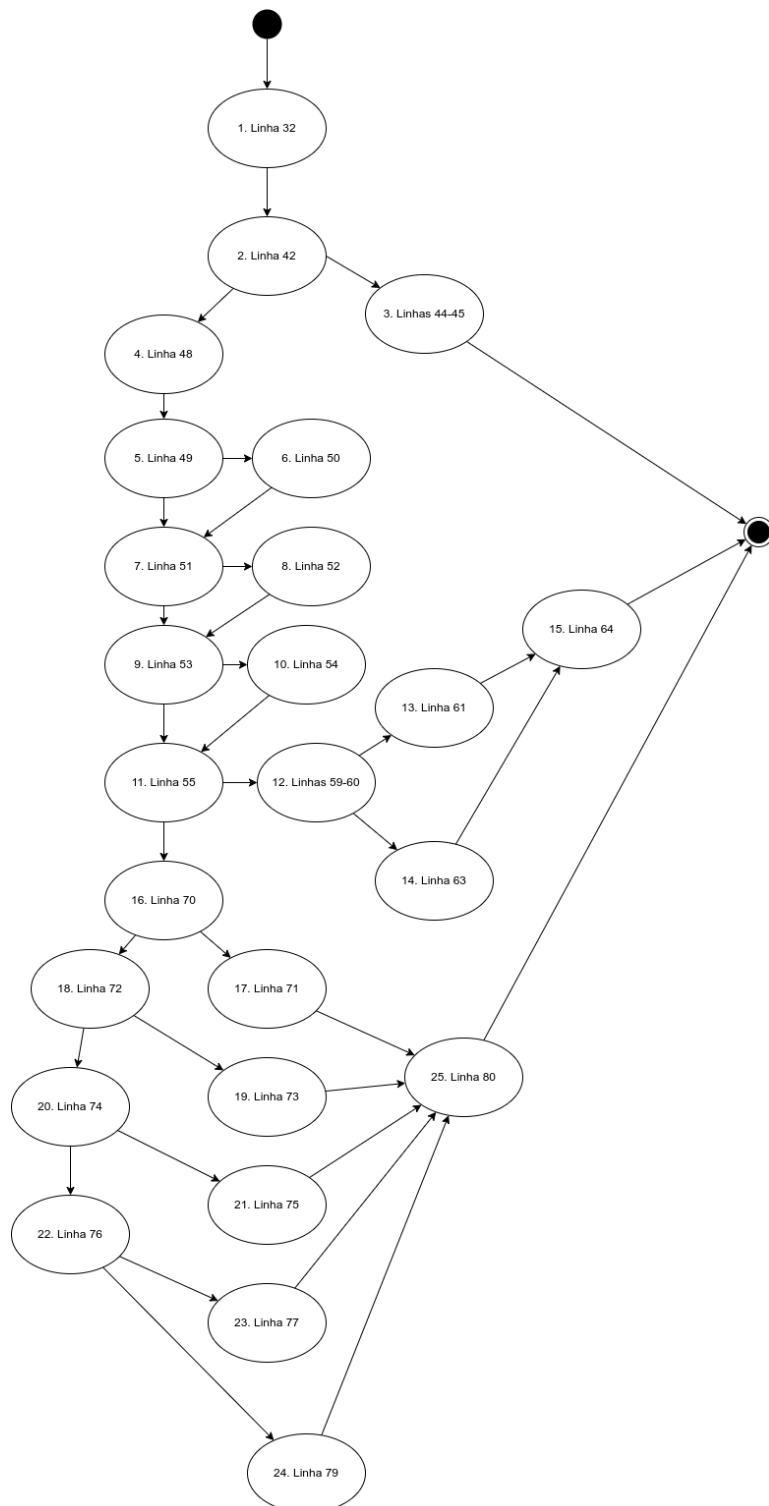 1. Linha 32
2. Linha 42
3. Linhas 44-45
4. Linha 48
5. Linha 49
6. Linha 50
7. Linha 51
8. Linha 52
9. Linha 53
10. Linha 54
11. Linha 55
12. Linhas 59-60
13. Linha 61
14. Linha 63
15. Linha 64
16. Linha 70
17. Linha 71
18. Linha 72
19. Linha 73
20. Linha 74
21. Linha 75
22. Linha 76
23. Linha 77
24. Linha 79
25. Linha 80